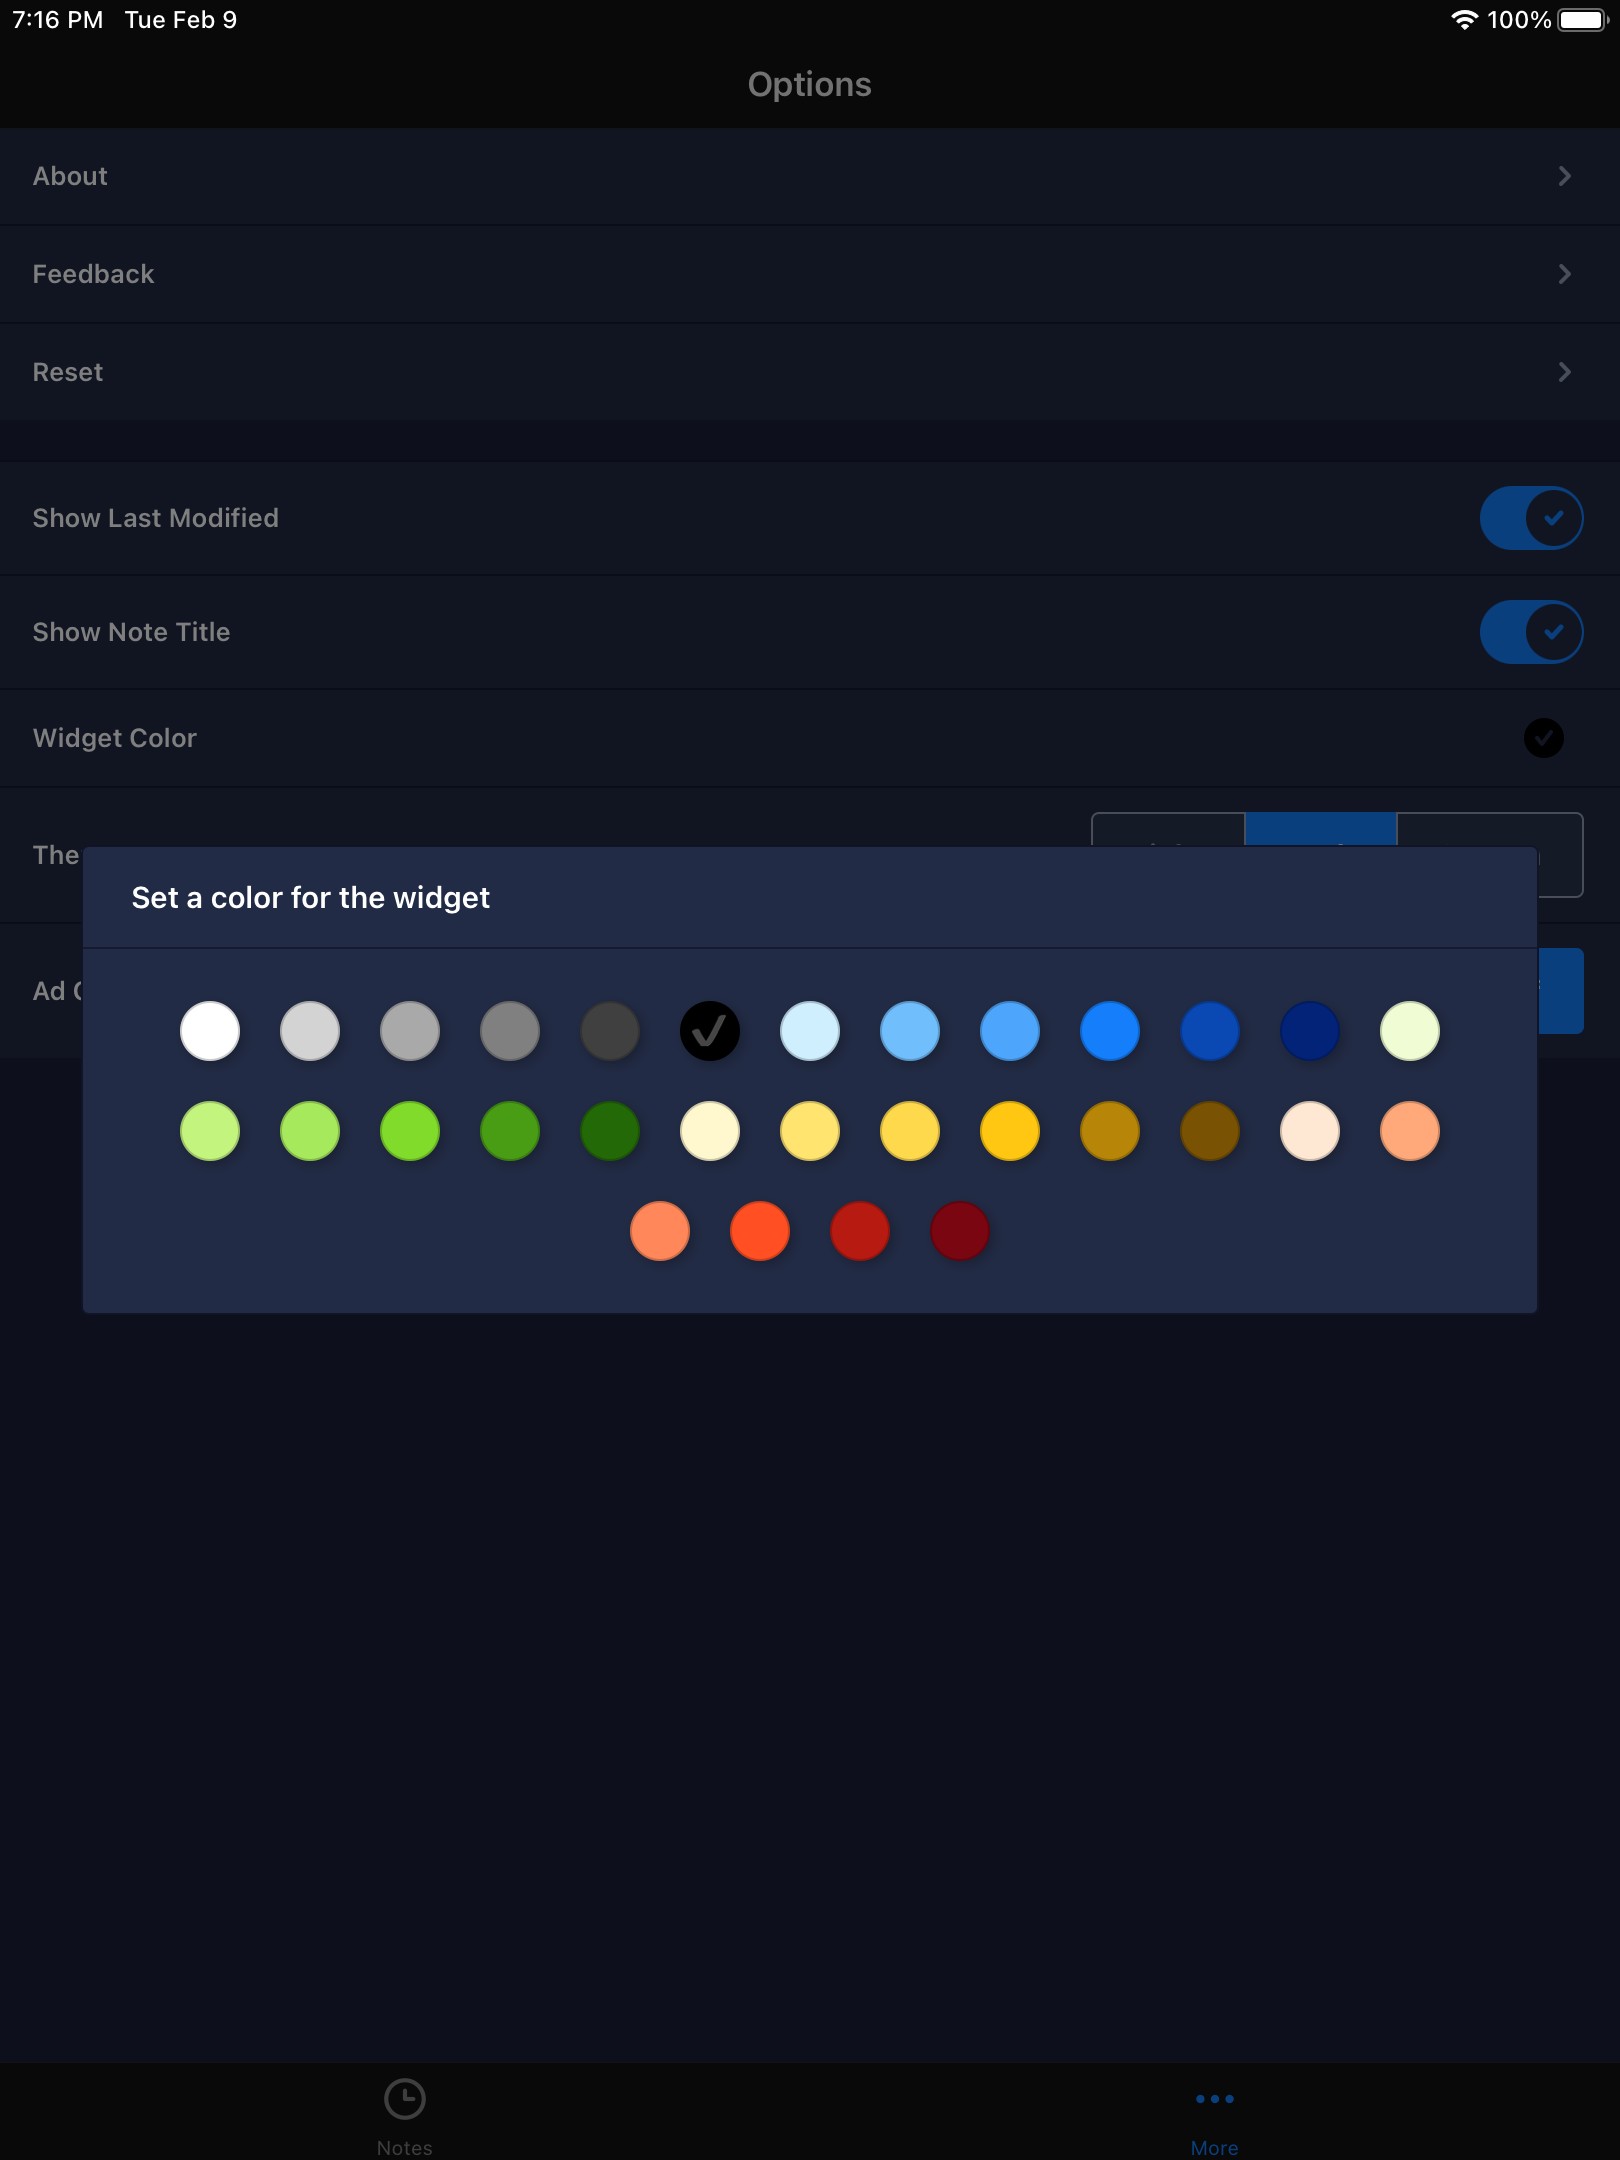 7:16 PM Tue Feb 9
100%
Options
About
Feedback
Reset
Show Last Modified
Show Note Title
Widget Color
The
Set a color for the widget
Ad
Notes
More